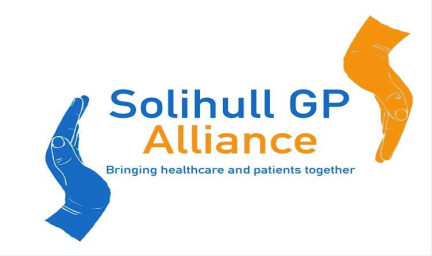 Solihull GP
Alliance
Bringing healthcare and patients together